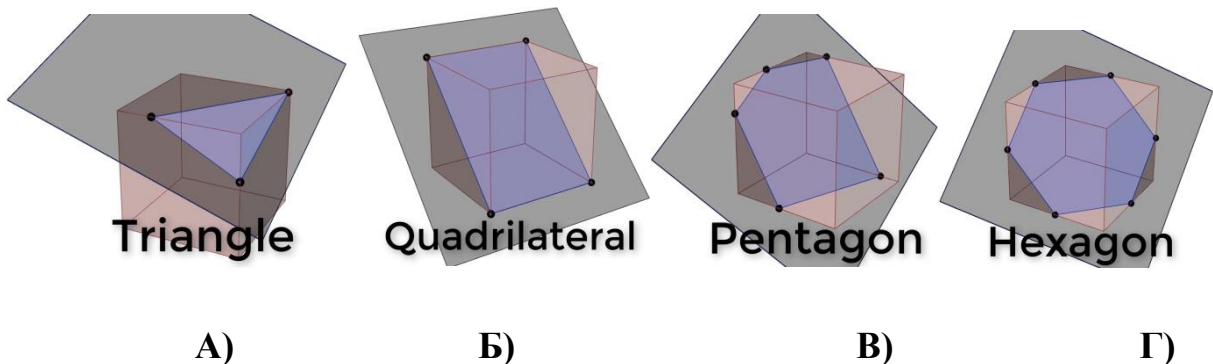 Triangle Quadrilateral Pentagon Hexagon
А) Б) В) Г)